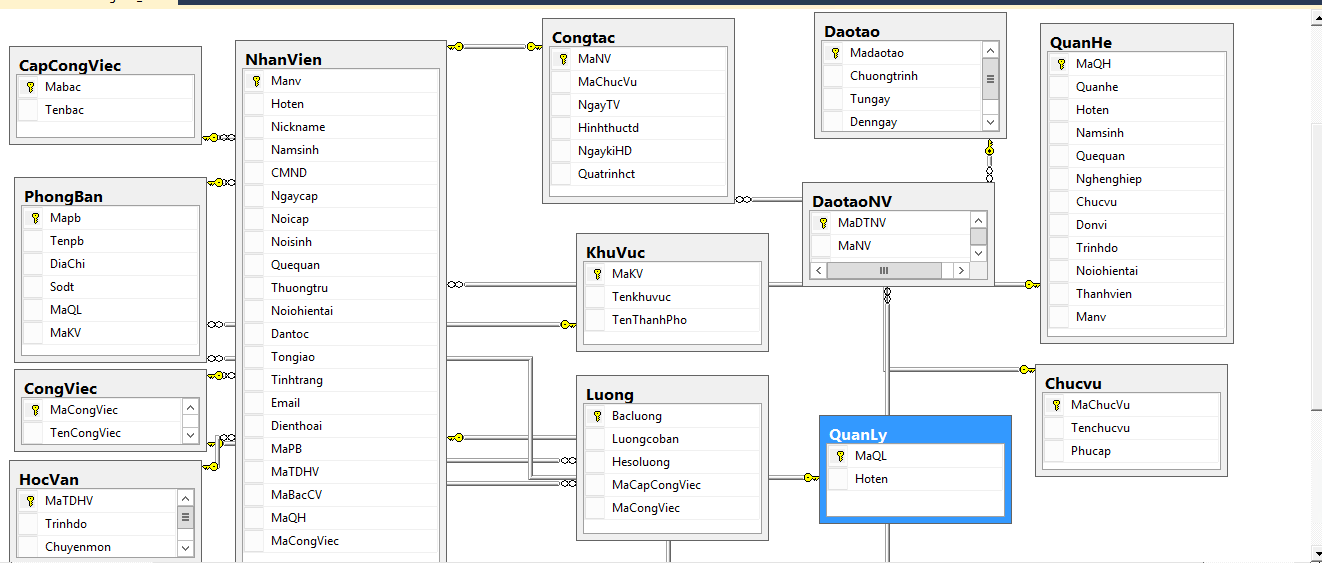 CapCongViec
Mabac
Tenbac
PhongBan
Mapb
Tenpb
DiaChi
Sodt
MaQL
MaKV
CongViec
MaCongViec
TenCongViec
HocVan
MaTDHV
Trinhdo
Chuyenmon
NhanVien
Manv
Hoten
Nickname
Namsinh
CMND
Ngaycap
Noicap
Noisinh
Quequan
Thuongtru
Noiohientai
Dantoc
Tongiao
Tinhtrang
Email
Dienthoai
MaPB
MaTDHV
MaBacCV
MaQH
MaCongViec
Congtac
MaNV
MaChucVu
NgayTV
Hinhthuctd
NgaykiHD
Quatrinhct
KhuVuc
MaKV
Tenkhuvuc
TenThanhPho
Luong
Bacluong
Luongcoban
Hesoluong
MaCapCongViec
MaCongViec
Daotao
Madaotao
Chuongtrinh
Tungay
Denngay
DaotaoNV
MaDTNV
MaNV
QuanLy
MaQL
Hoten
QuanHe
MaQH
Quanhe
Hoten
Namsinh
Quequan
Nghenghiep
Chucvu
Donvi
Trinhdo
Noiohientai
Thanhvien
Manv
Chucvu
MaChucVu
Tenchucvu
Phucap